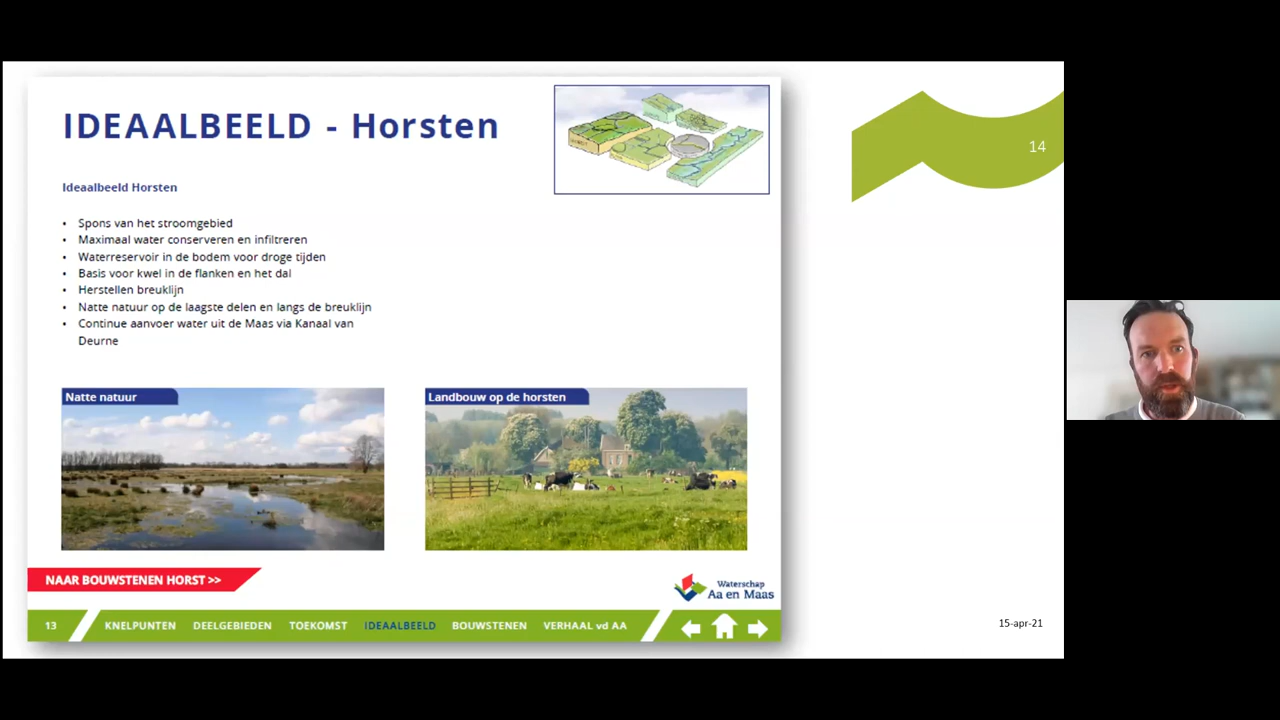 IDEAALBEELD - Horsten
14
Ideaalbeeld Horsten
• Spons van het stroomgebied
• Maximaal water conserveren en infiltreren
• Waterreservoir in de bodem voor droge tijden
• Basis voor kwel in de flanken en het dal
• Herstellen breuklijn
• Natte natuur op de laagste delen en langs de breuklijn
• Continue aanvoer water uit de Maas via Kanaal van
Deurne
Natte natuur
Landbouw op de horsten
NAAR BOUWSTENEN HORST >>
Waterschap
Aa en Maas
13 KNELPUNTEN DEELGEBIEDEN TOEKOMST IDEAALBEELD BOUWSTENEN VERHAAL vd AA
15-apr-21